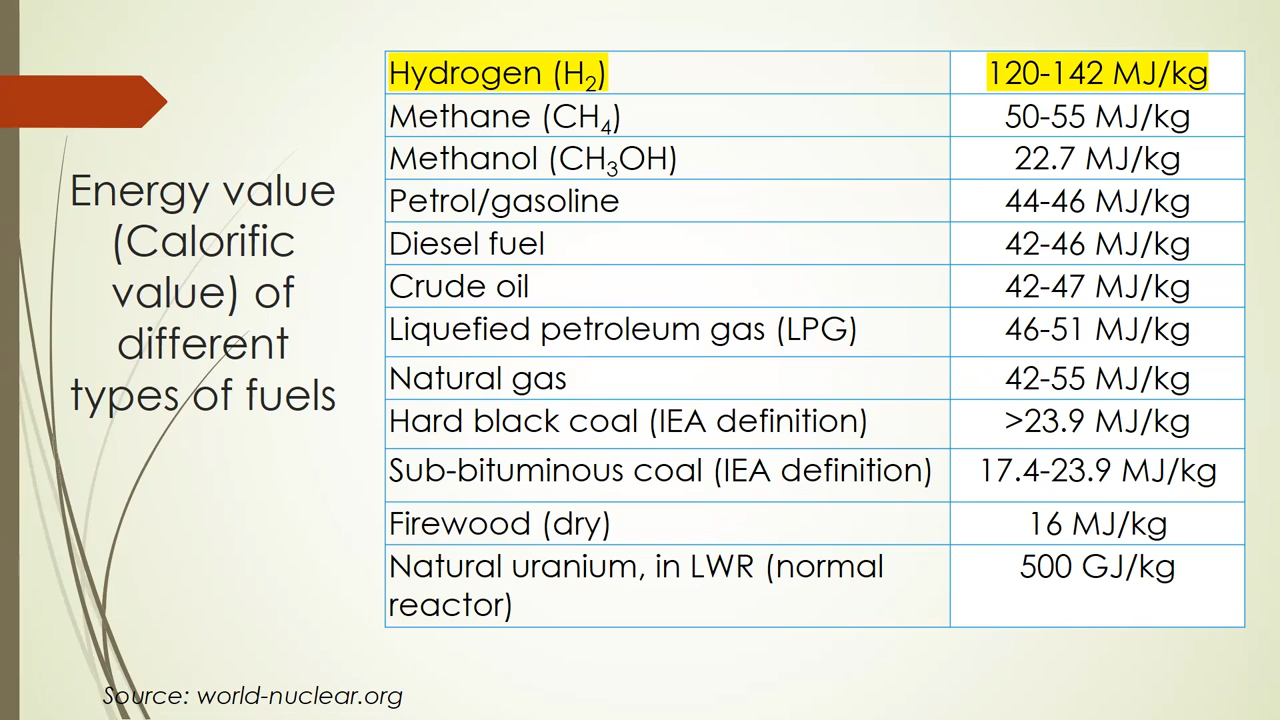 Energy value
(Calorific
value) of
different
types of fuels
Hydrogen (H₂) 120-142 MJ/kg
Methane (CH₄) 50-55 MJ/kg
Methanol (CH₃OH) 22.7 MJ/kg
Petrol/gasoline 44-46 MJ/kg
Diesel fuel 42-46 MJ/kg
Crude oil 42-47 MJ/kg
Liquefied petroleum gas (LPG) 46-51 MJ/kg
Natural gas 42-55 MJ/kg
Hard black coal (IEA definition) >23.9 MJ/kg
Sub-bituminous coal (IEA definition) 17.4-23.9 MJ/kg
Firewood (dry) 16 MJ/kg
Natural uranium, in LWR (normal 500 GJ/kg
reactor)
Source: world-nuclear.org